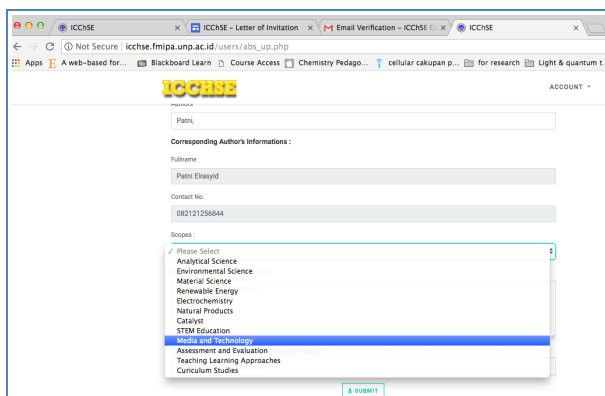 ICChSE
ICChSE – Letter of Invitation
Email Verification – ICChSE C
ICChSE
Not Secure | icchse.fmipa.unp.ac.id/users/abs_up.php
Apps
A web-based for...
Blackboard Learn
Course Access
Chemistry Pedago...
cellular cakupan p...
for research
Light & quantum t.
ICCHSE
ACCOUNT
Authors
Patni,
Corresponding Author's Informations :
Fullname
Patni Elrasyid
Contact No.
082121256844
Scopes :
✓ Please Select
Analytical Science
Environmental Science
Material Science
Renewable Energy
Electrochemistry
Natural Products
Catalyst
STEM Education
Media and Technology
Assessment and Evaluation
Teaching Learning Approaches
Curiculum Studies
SUBMIT